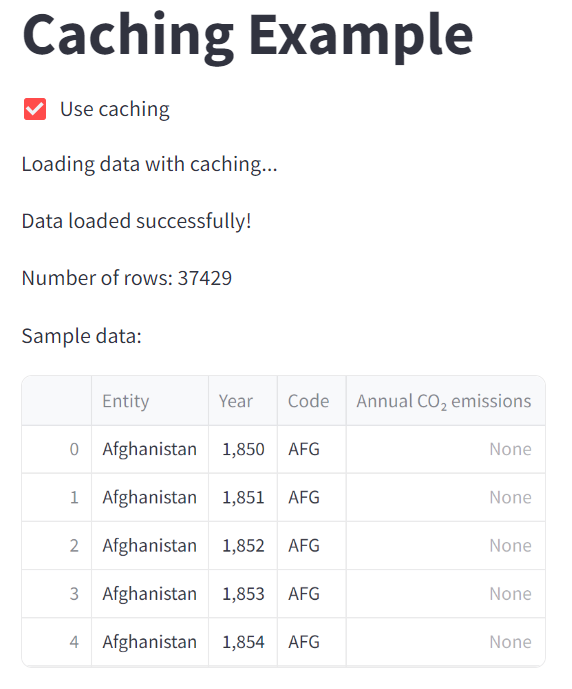 Caching Example
Use caching
Loading data with caching...
Data loaded successfully!
Number of rows: 37429
Sample data:
Entity Year Code Annual CO₂ emissions
0 Afghanistan 1,850 AFG None
1 Afghanistan 1,851 AFG None
2 Afghanistan 1,852 AFG None
3 Afghanistan 1,853 AFG None
4 Afghanistan 1,854 AFG None